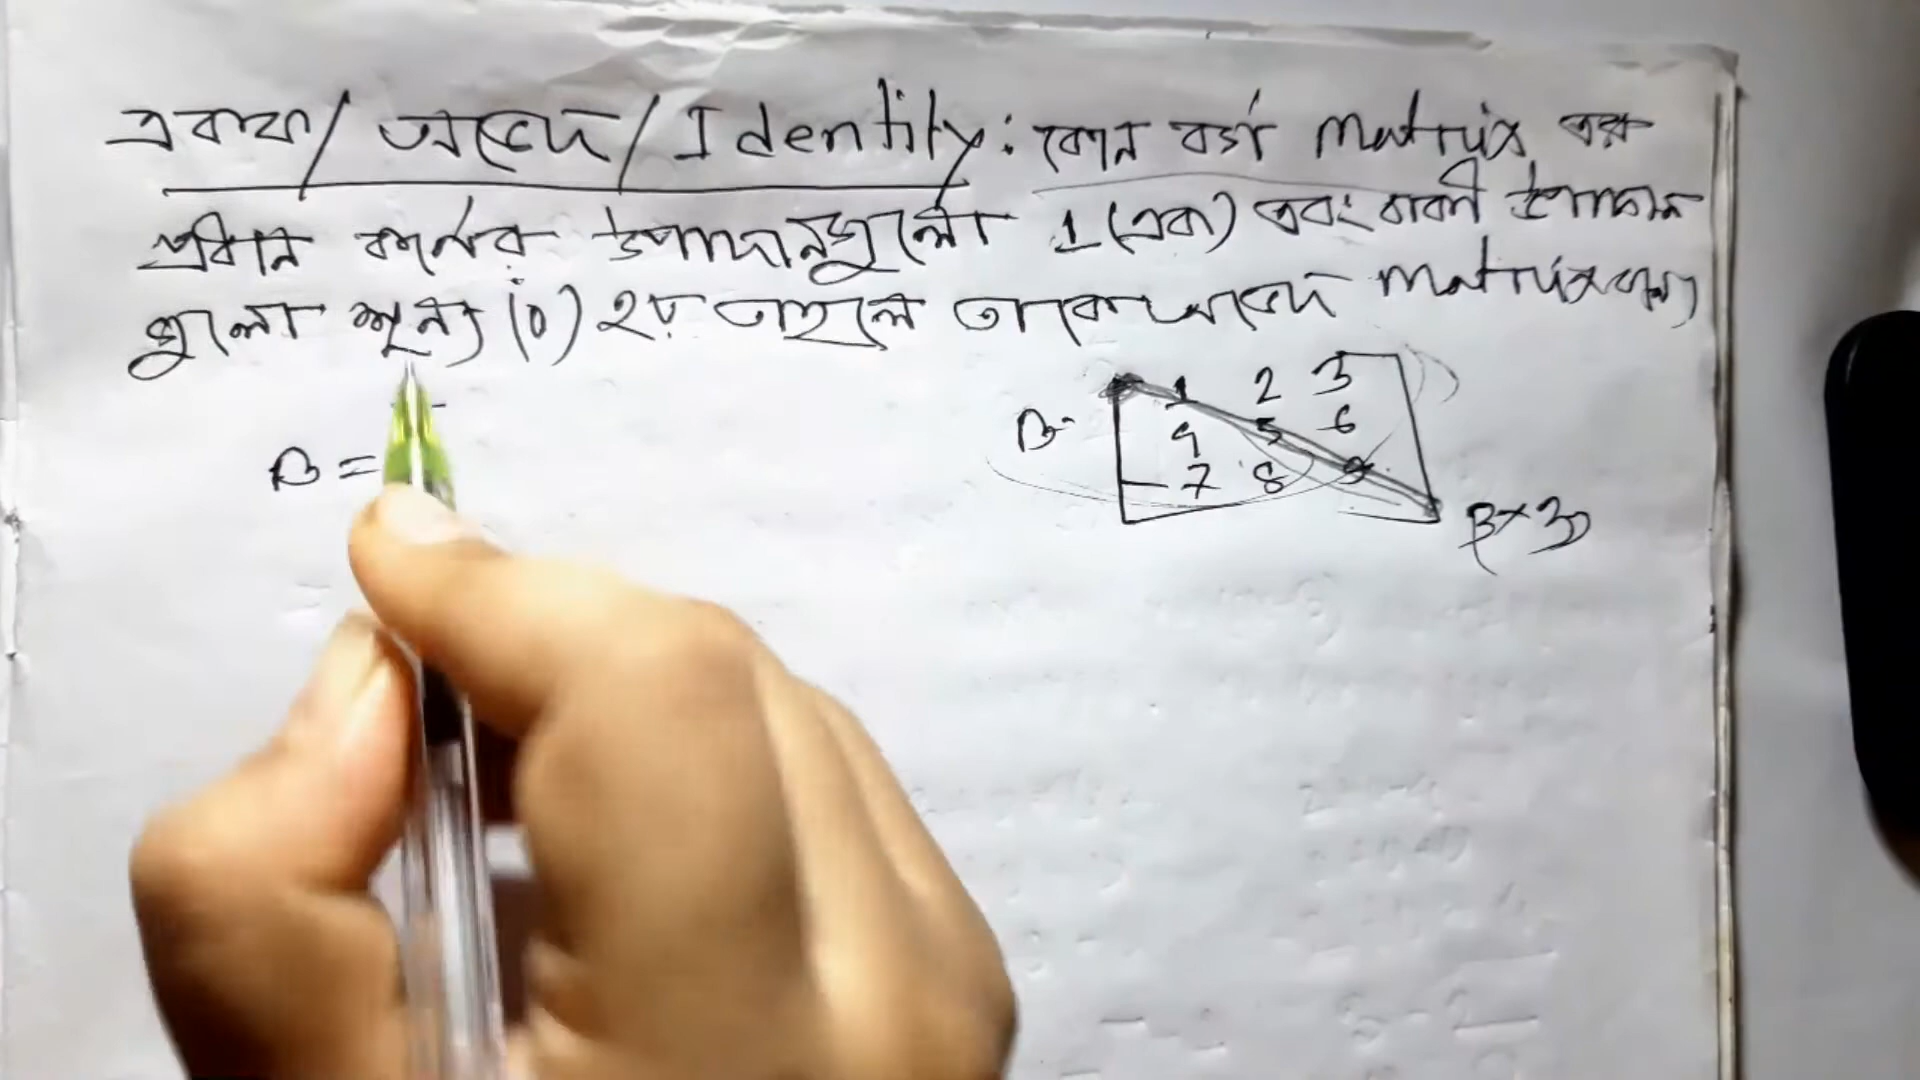 একক/অভেদ/Identity: কোন বর্গ matrix এর
প্রধান কর্নের উপাদানগুলো 1 (এক) এবং বাকী উপাদান
গুলো শূন্য (0) হয় তাহলে তাকে অভেদ matrix বলে
B =
B= 1 2 3
4 5 6
7 8 9
3×3